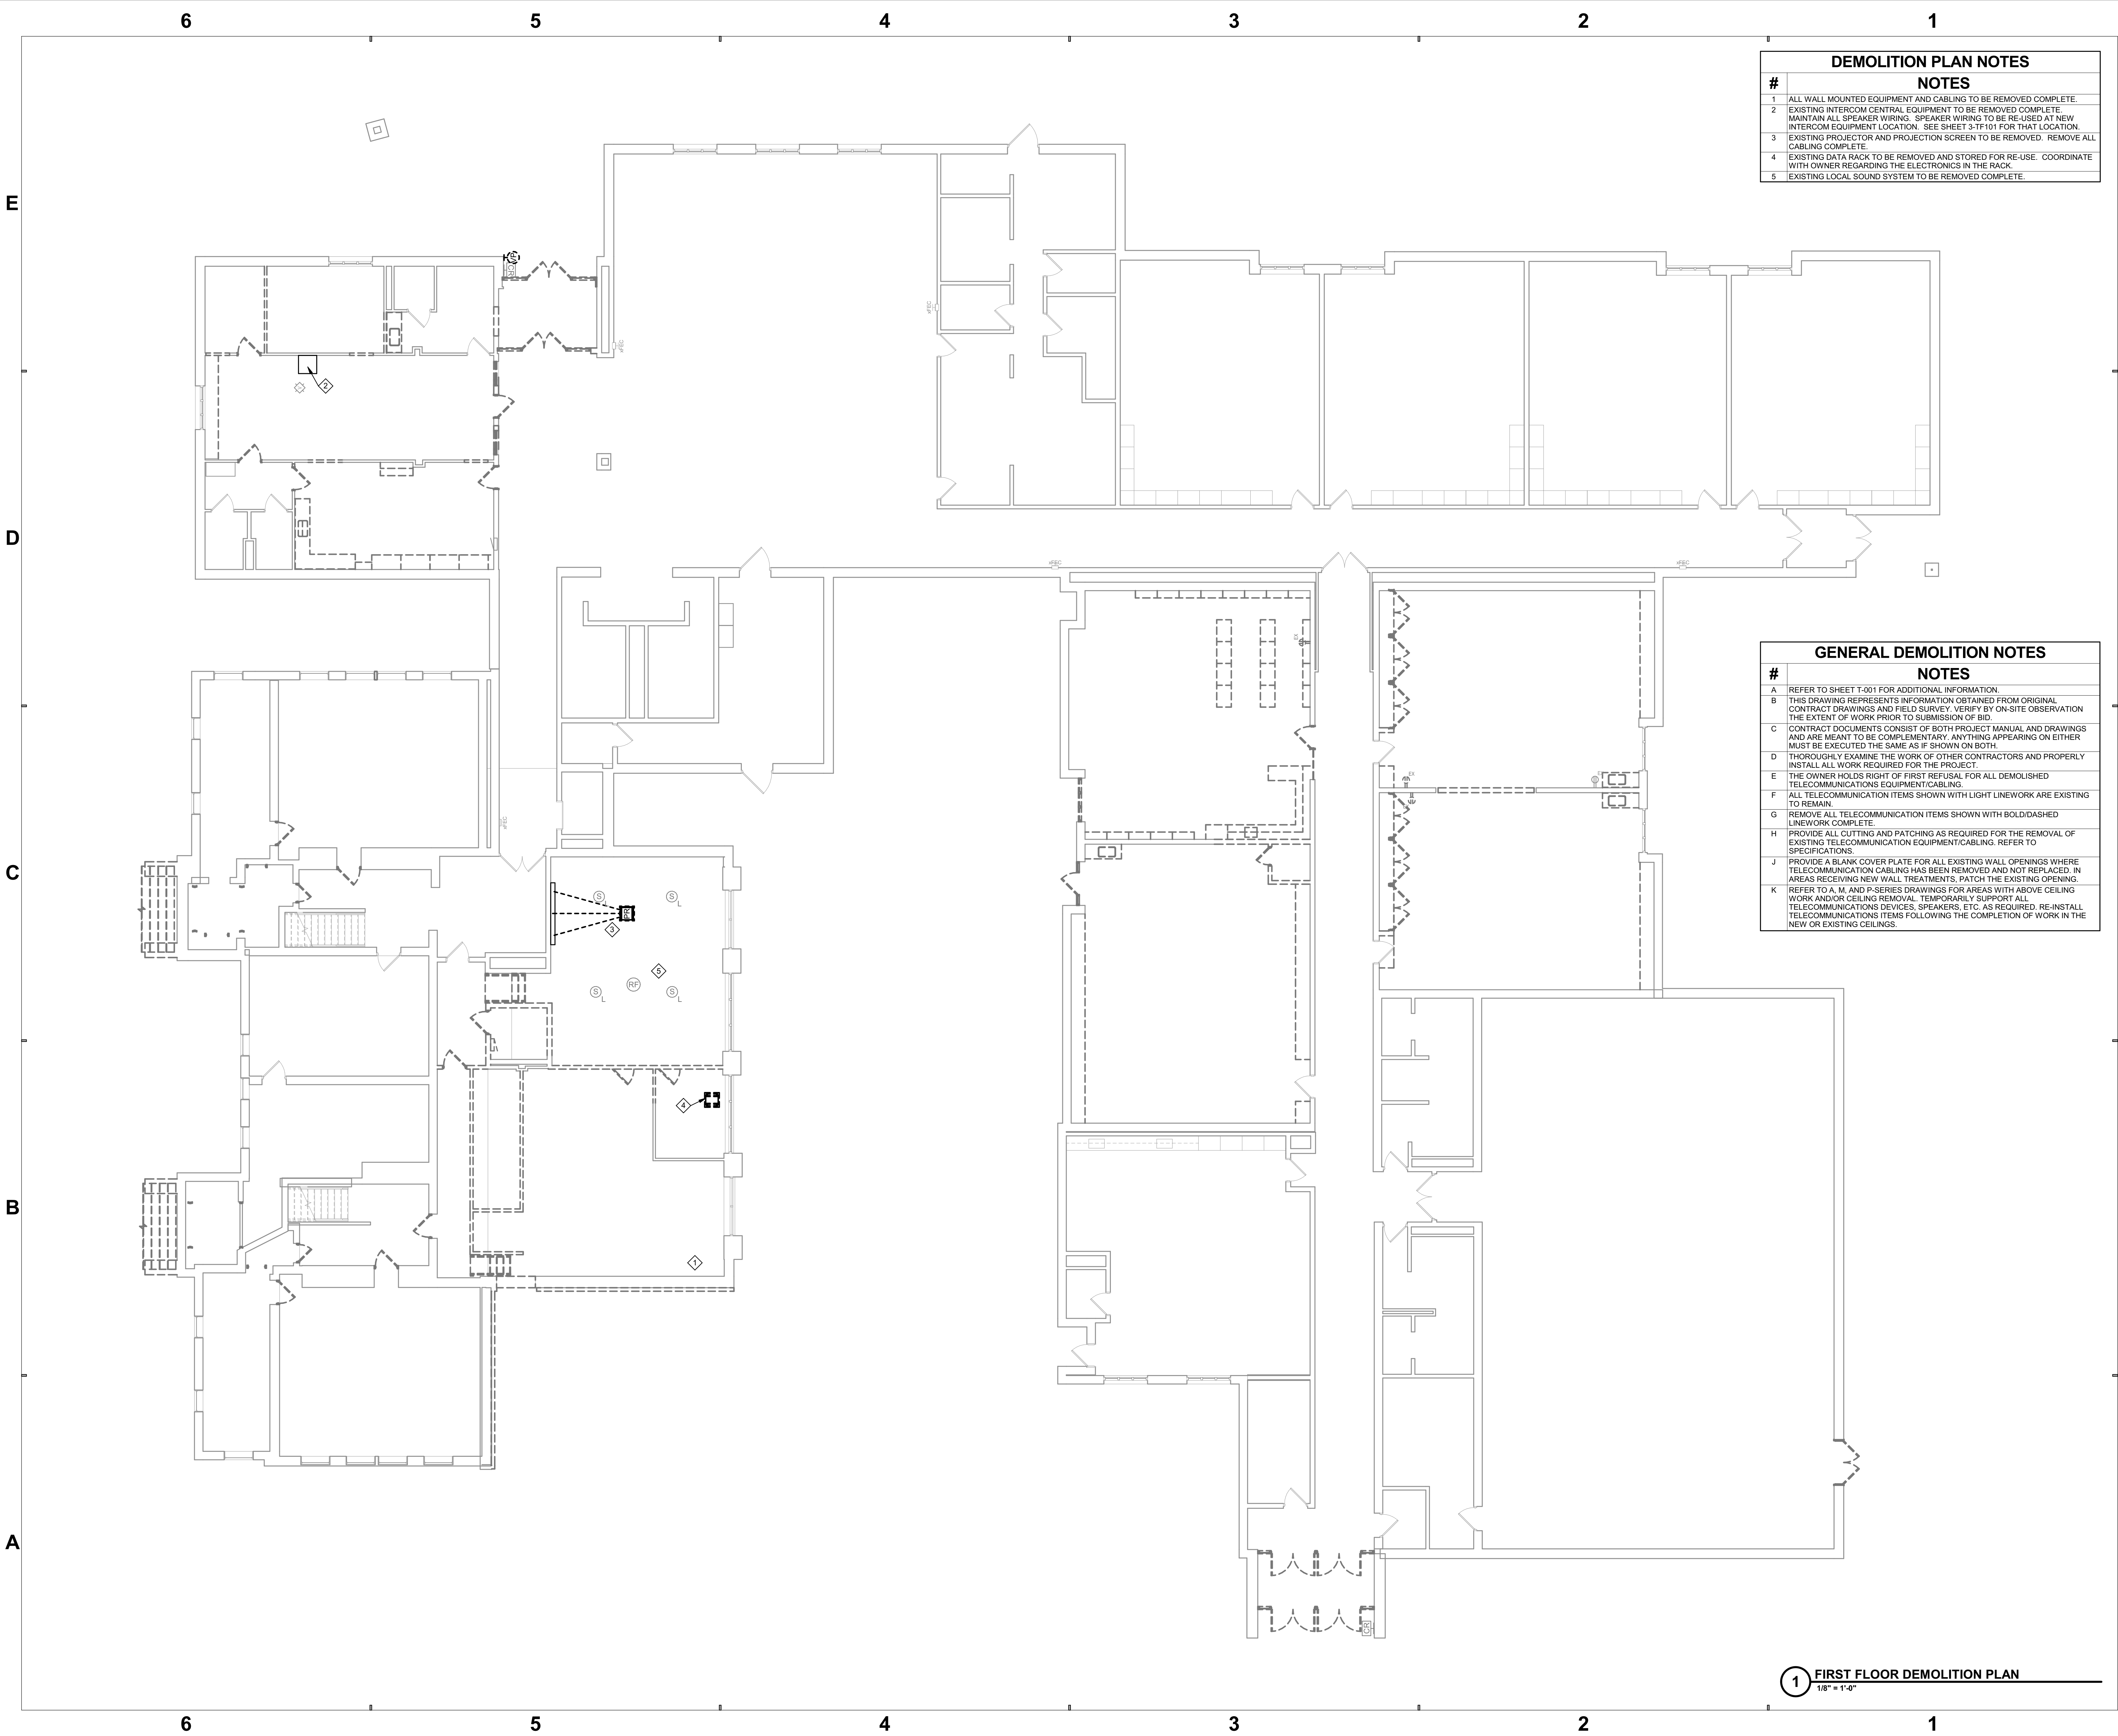 6 5 4 3 2 1
DEMOLITION PLAN NOTES
# NOTES
1 ALL WALL MOUNTED EQUIPMENT AND CABLING TO BE REMOVED COMPLETE.
2 EXISTING INTERCOM CENTRAL EQUIPMENT TO BE REMOVED COMPLETE.
MAINTAIN ALL SPEAKER WIRING. SPEAKER WIRING TO BE RE-USED AT NEW
INTERCOM EQUIPMENT LOCATION. SEE SHEET 3-TF101 FOR THAT LOCATION.
3 EXISTING PROJECTOR AND PROJECTION SCREEN TO BE REMOVED. REMOVE ALL
CABLING COMPLETE.
4 EXISTING DATA RACK TO BE REMOVED AND STORED FOR RE-USE. COORDINATE
WITH OWNER REGARDING THE ELECTRONICS IN THE RACK.
5 EXISTING LOCAL SOUND SYSTEM TO BE REMOVED COMPLETE.
E
CR
eFEC
eFEC
2
D
eFEC
eFEC
EX
GENERAL DEMOLITION NOTES
# NOTES
A REFER TO SHEET T-001 FOR ADDITIONAL INFORMATION.
B THIS DRAWING REPRESENTS INFORMATION OBTAINED FROM ORIGINAL
CONTRACT DRAWINGS AND FIELD SURVEY. VERIFY BY ON-SITE OBSERVATION
THE EXTENT OF WORK PRIOR TO SUBMISSION OF BID.
C CONTRACT DOCUMENTS CONSIST OF BOTH PROJECT MANUAL AND DRAWINGS
AND ARE MEANT TO BE COMPLEMENTARY. ANYTHING APPEARING ON EITHER
MUST BE EXECUTED THE SAME AS IF SHOWN ON BOTH.
D THOROUGHLY EXAMINE THE WORK OF OTHER CONTRACTORS AND PROPERLY
INSTALL ALL WORK REQUIRED FOR THE PROJECT.
E THE OWNER HOLDS RIGHT OF FIRST REFUSAL FOR ALL DEMOLISHED
TELECOMMUNICATIONS EQUIPMENT/CABLING.
F ALL TELECOMMUNICATION ITEMS SHOWN WITH LIGHT LINEWORK ARE EXISTING
TO REMAIN.
G REMOVE ALL TELECOMMUNICATION ITEMS SHOWN WITH BOLD/DASHED
LINEWORK COMPLETE.
H PROVIDE ALL CUTTING AND PATCHING AS REQUIRED FOR THE REMOVAL OF
EXISTING TELECOMMUNICATION EQUIPMENT/CABLING. REFER TO
SPECIFICATIONS.
J PROVIDE A BLANK COVER PLATE FOR ALL EXISTING WALL OPENINGS WHERE
TELECOMMUNICATION CABLING HAS BEEN REMOVED AND NOT REPLACED. IN
AREAS RECEIVING NEW WALL TREATMENTS, PATCH THE EXISTING OPENING.
K REFER TO A, M, AND P-SERIES DRAWINGS FOR AREAS WITH ABOVE CEILING
WORK AND/OR CEILING REMOVAL. TEMPORARILY SUPPORT ALL
TELECOMMUNICATIONS DEVICES, SPEAKERS, ETC. AS REQUIRED. RE-INSTALL
TELECOMMUNICATIONS ITEMS FOLLOWING THE COMPLETION OF WORK IN THE
NEW OR EXISTING CEILINGS.
EX
eFEC
C
S L S L
PR
3
5
S L RF S L
4
B
1
A
CR
1 FIRST FLOOR DEMOLITION PLAN
1/8" = 1'-0"
6 5 4 3 2 1